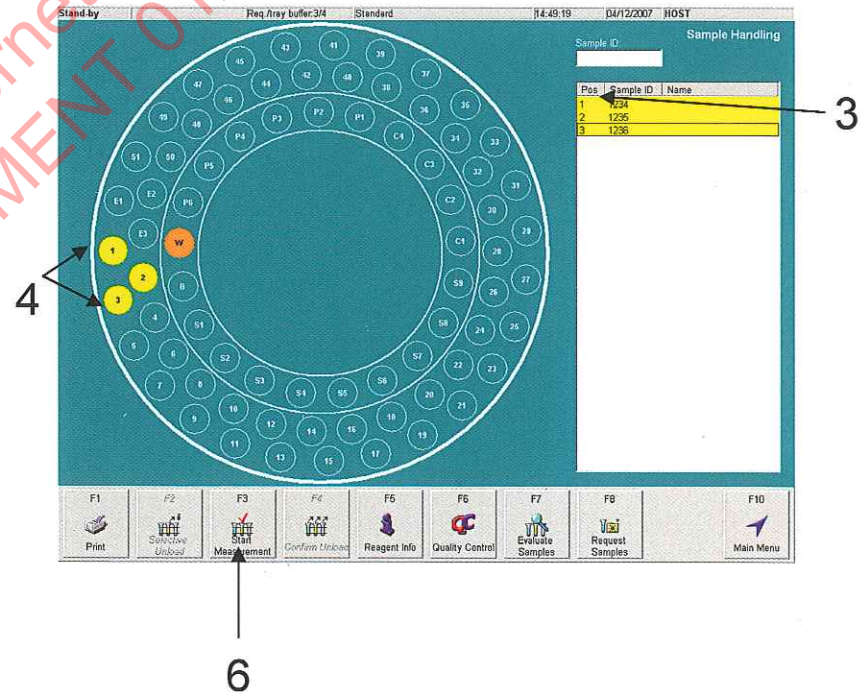 Stand-by Req./tray buffer:3/4 Standard 14:49:19 04/12/2007 HOST
Sample Handling
Sample ID:
Pos Sample ID Name
1 1234
2 1235
3 1236
3
43 41
45 39
44 42 40
47 37
46 38
P3 P2 P1
36 35
49 48
P4 C4
34 33
51 50
P5 C3
32 31
E1 E2
P6 C2
30 29
E3 W C1
28
1
2 B S9
27
3 26
4
4 S1 S8
24 25
5 6 S2 S7
22 23
7 8 S3 S4 S5 S6
20 21
9 10 12 14 16 18
11 13 15 17 19
F1 F2 F3 F4 F5 F6 F7 F8 F10
Print Selective Unload Start Measurement Confirm Unload Reagent Info Quality Control Evaluate Samples Request Samples Main Menu
6